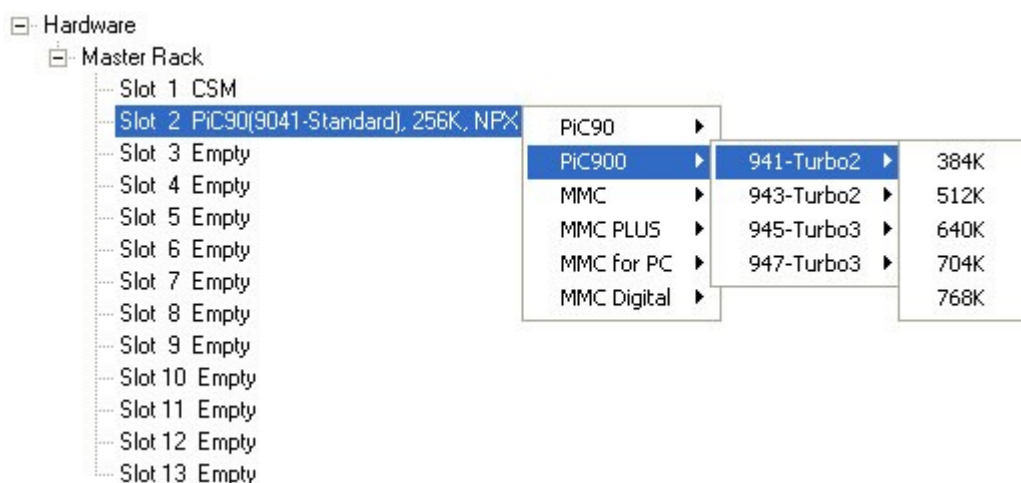 Hardware
Master Rack
Slot 1 CSM
Slot 2 PiC90(9041-Standard), 256K, NPX
Slot 3 Empty
Slot 4 Empty
Slot 5 Empty
Slot 6 Empty
Slot 7 Empty
Slot 8 Empty
Slot 9 Empty
Slot 10 Empty
Slot 11 Empty
Slot 12 Empty
Slot 13 Empty
PiC90
PiC900
MMC
MMC PLUS
MMC for PC
MMC Digital
941-Turbo2
943-Turbo2
945-Turbo3
947-Turbo3
384K
512K
640K
704K
768K